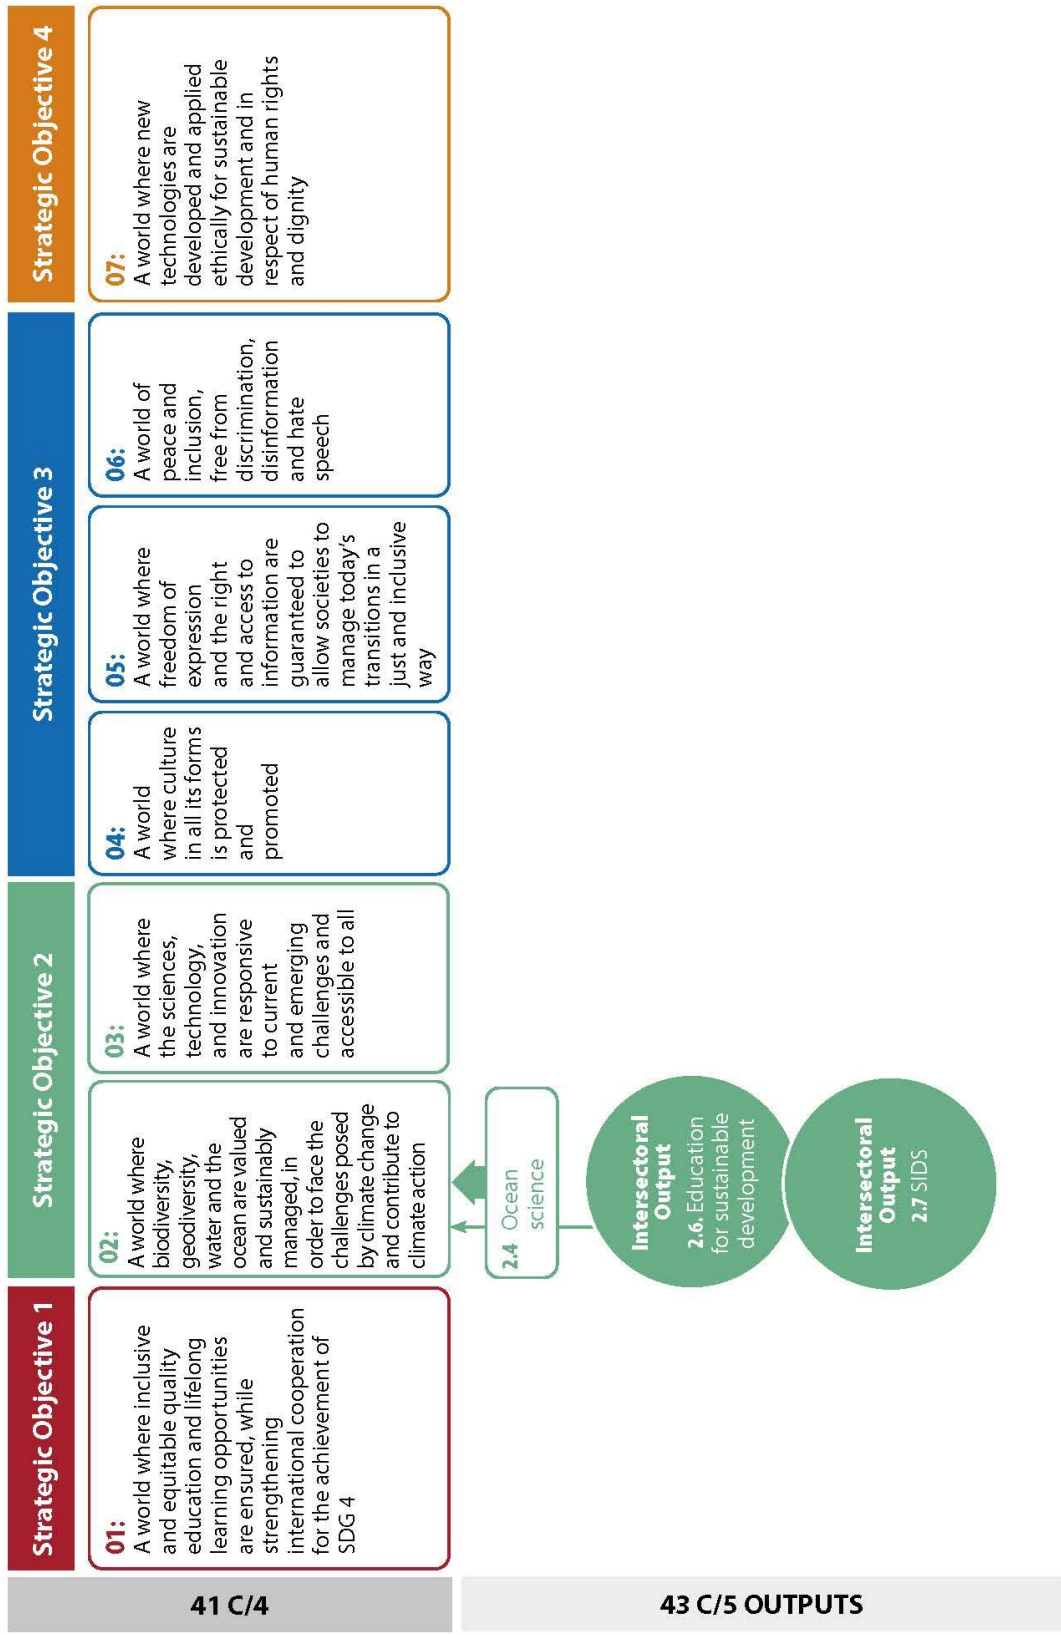 41 C/4
Strategic Objective 1
01:
A world where inclusive
and equitable quality
education and lifelong
learning opportunities
are ensured, while
strengthening
international cooperation
for the achievement of
SDG 4
Strategic Objective 2
02:
A world where
biodiversity,
geodiversity,
water and the
ocean are valued
and sustainably
managed, in
order to face the
challenges posed
by climate change
and contribute to
climate action
03:
A world where
the sciences,
technology,
and innovation
are responsive
to current
and emerging
challenges and
accessible to all
Strategic Objective 3
04:
A world
where culture
in all its forms
is protected
and
promoted
05:
A world where
freedom of
expression
and the right
and access to
information are
guaranteed to
allow societies to
manage today's
transitions in a
just and inclusive
way
06:
A world of
peace and
inclusion,
free from
discrimination,
disinformation
and hate
speech
Strategic Objective 4
07:
A world where new
technologies are
developed and applied
ethically for sustainable
development and in
respect of human rights
and dignity
43 C/5 OUTPUTS
2.4 Ocean
science
Intersectoral
Output
2.6. Education
for sustainable
development
Intersectoral
Output
2.7 SIDS